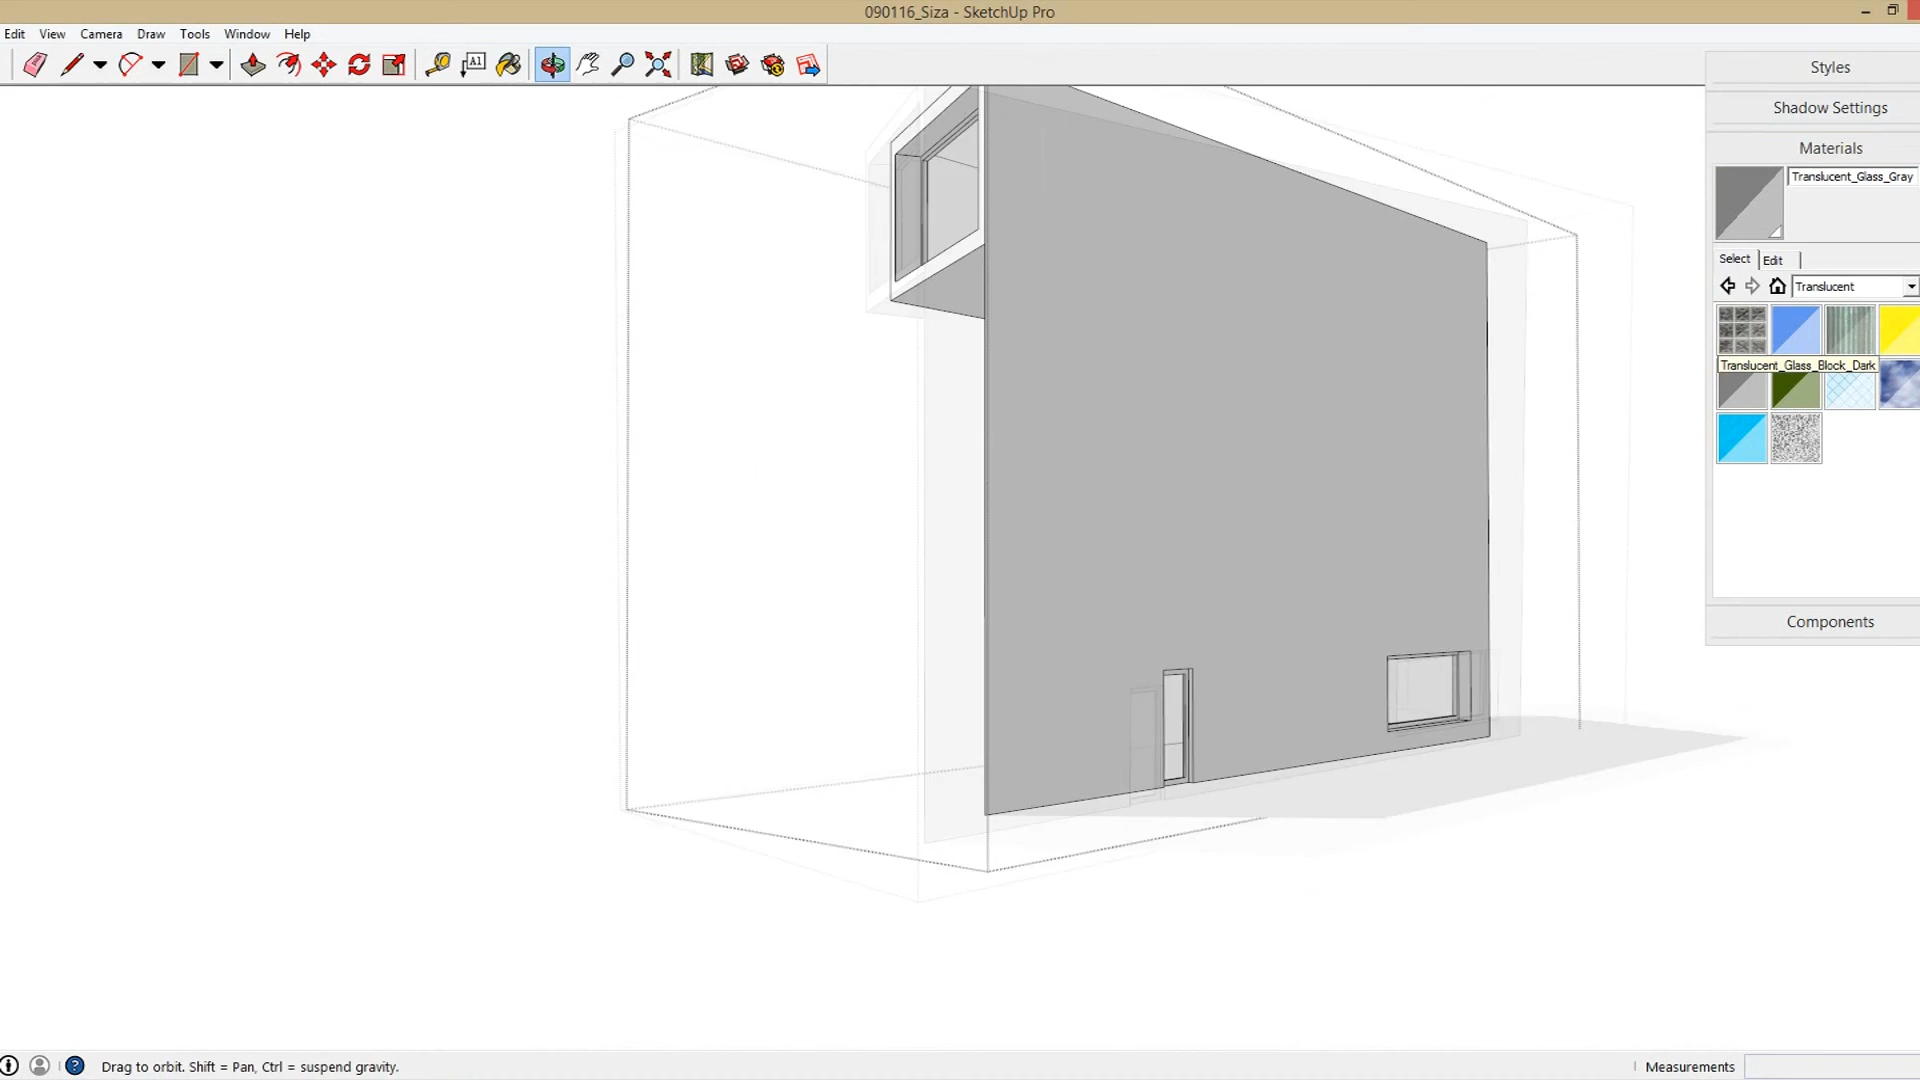 090116_Siza - SketchUp Pro
Edit View Camera Draw Tools Window Help
A1
Styles
Shadow Settings
Materials
Translucent_Glass_Gray
Select Edit
Translucent
Translucent_Glass_Block_Dark
Components
Drag to orbit. Shift = Pan, Ctrl = suspend gravity.
Measurements